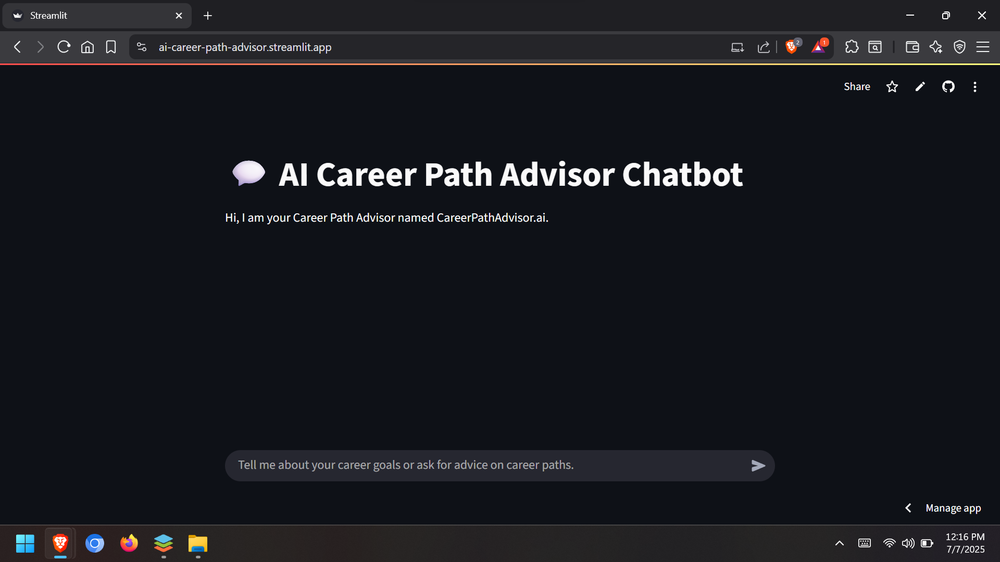 Streamlit
ai-career-path-advisor.streamlit.app
2
1
Share
AI Career Path Advisor Chatbot
Hi, I am your Career Path Advisor named CareerPathAdvisor.ai.
Tell me about your career goals or ask for advice on career paths.
Manage app
12:16 PM
7/7/2025